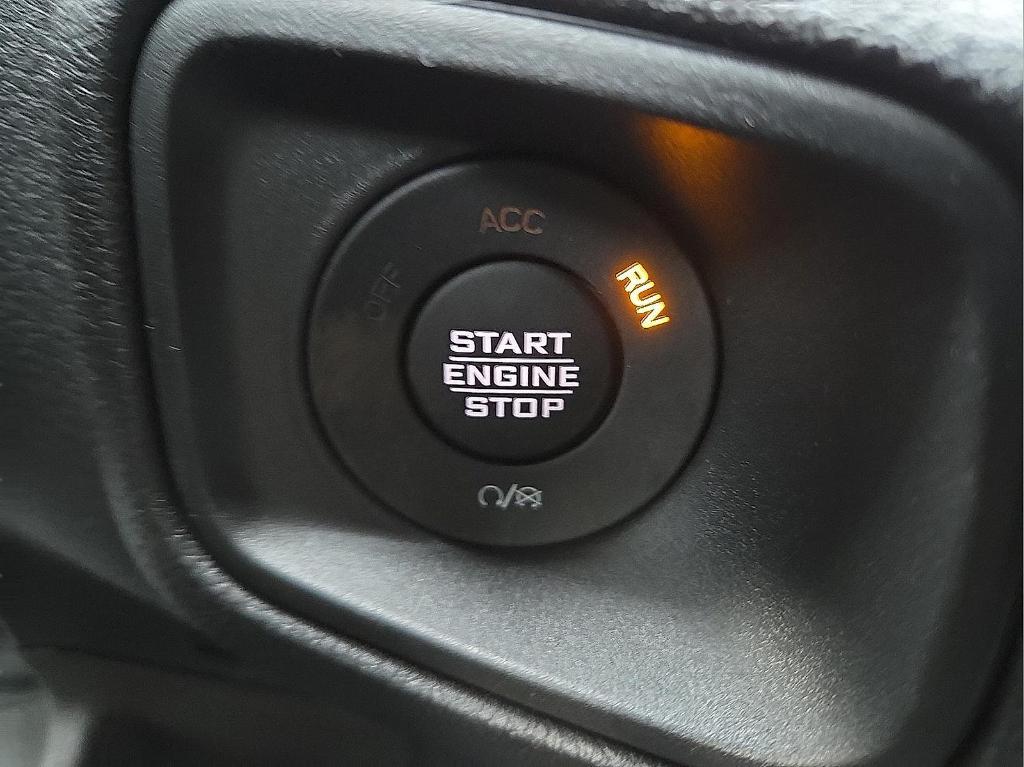 ACC
OFF
RUN
START
ENGINE
STOP